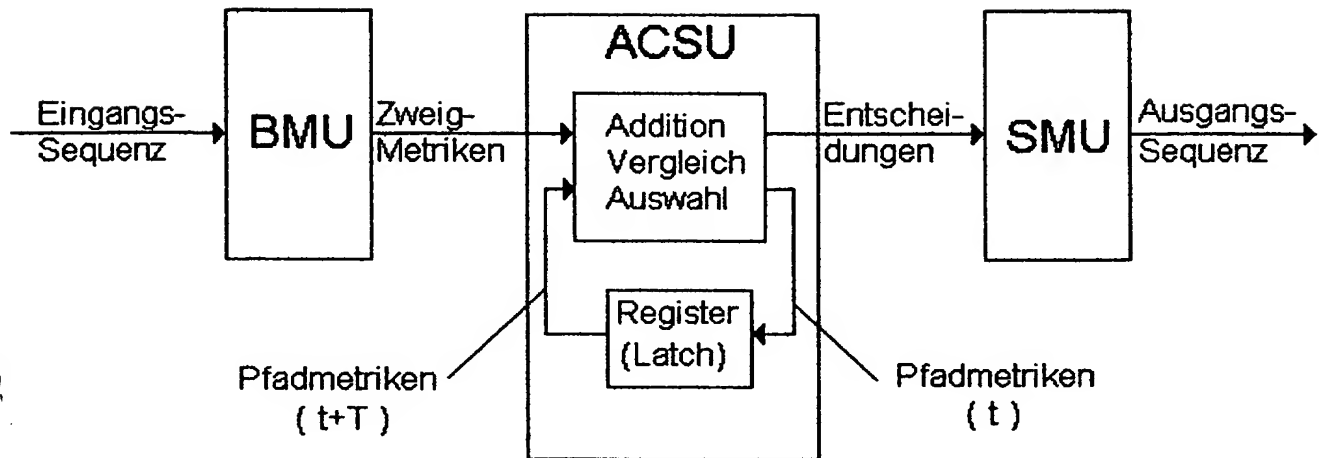 ACSU
Eingangs-
Sequenz
BMU
Zweig-
Metriken
Addition
Vergleich
Auswahl
Entschei-
dungen
SMU
Ausgangs-
Sequenz
Register
(Latch)
Pfadmetriken
( t+T )
Pfadmetriken
( t )